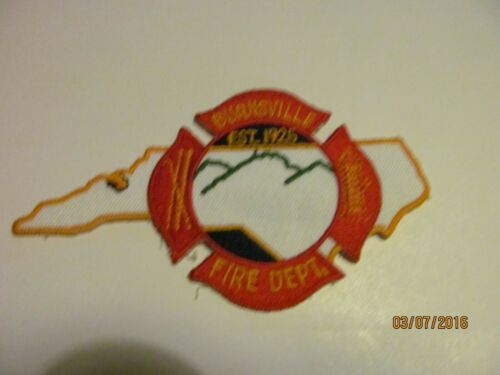 BURNSVILLE
EST. 1925
FIRE DEPT.
03/07/2016